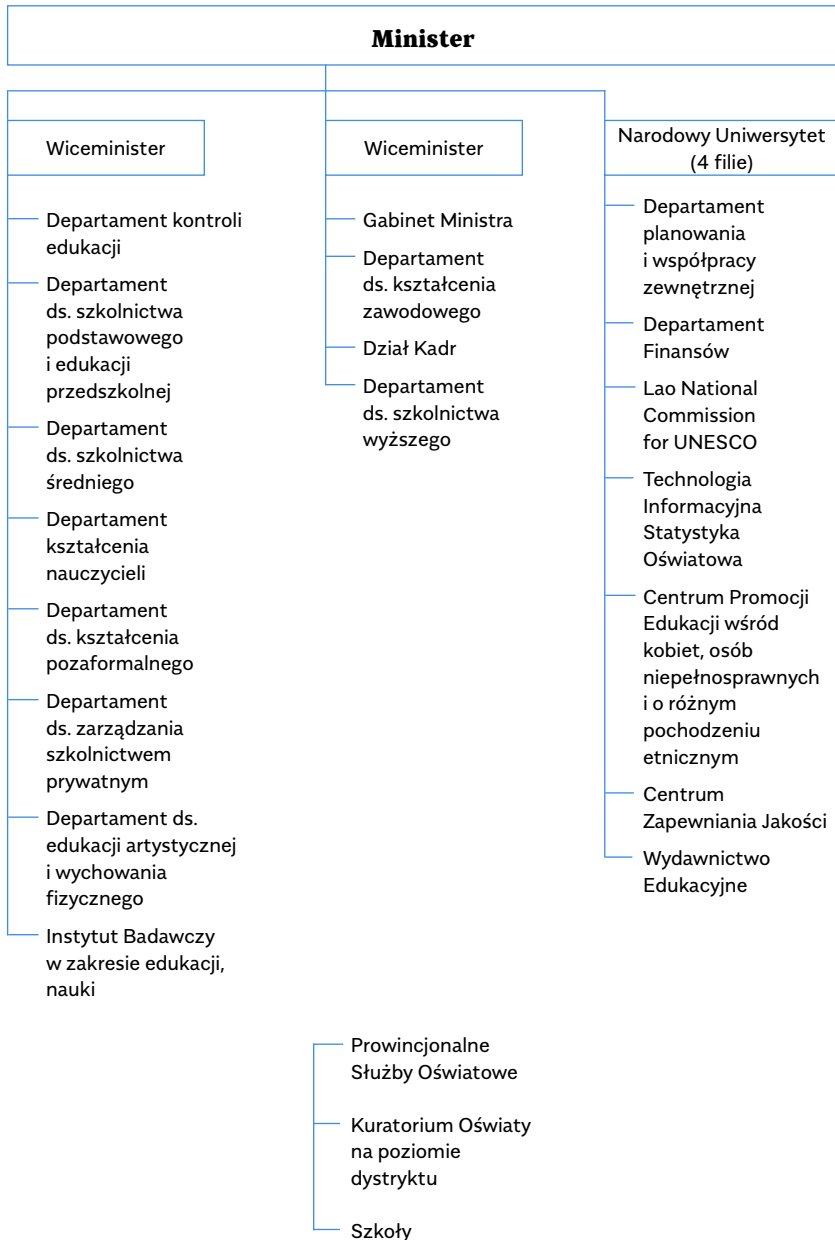 Minister
Wiceminister
Departament kontroli
edukacji
Departament
ds. szkolnictwa
podstawowego
i edukacji
przedszkolnej
Departament
ds. szkolnictwa
średniego
Departament
kształcenia
nauczycieli
Departament
ds. kształcenia
pozaformalnego
Departament
ds. zarządzania
szkolnictwem
prywatnym
Departament ds.
edukacji artystycznej
i wychowania
fizycznego
Instytut Badawczy
w zakresie edukacji,
nauki
Wiceminister
Gabinet Ministra
Departament
ds. kształcenia
zawodowego
Dział Kadr
Departament
ds. szkolnictwa
wyższego
Narodowy Uniwersytet
(4 filie)
Departament
planowania
i współpracy
zewnętrznej
Departament
Finansów
Lao National
Commission
for UNESCO
Technologia
Informacyjna
Statystyka
Oświatowa
Centrum Promocji
Edukacji wśród
kobiet, osób
niepełnosprawnych
i o różnym
pochodzeniu
etnicznym
Centrum
Zapewniania Jakości
Wydawnictwo
Edukacyjne
Prowincjonalne
Służby Oświatowe
Kuratorium Oświaty
na poziomie
dystryktu
Szkoły